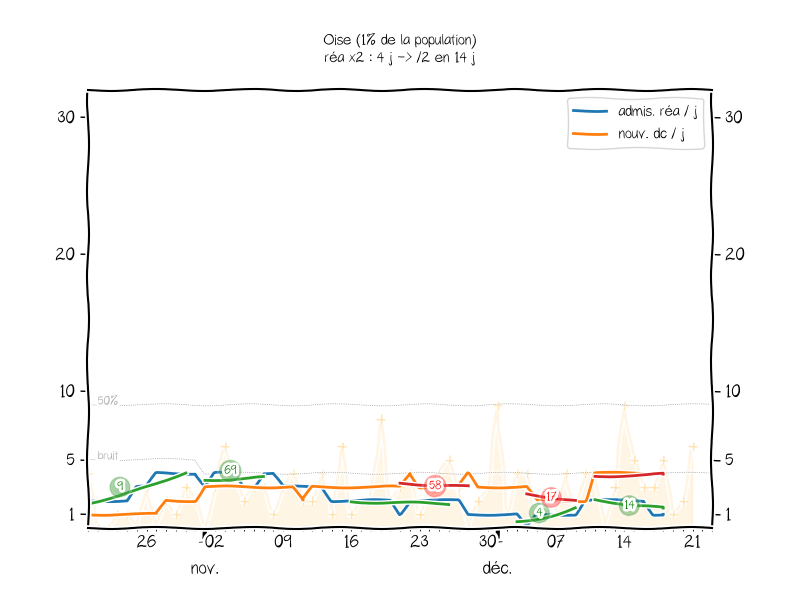 Oise (1% de la population)
réa x2 : 4 j -> /2 en 14 j
admis. réa / j
nouv. dc / j
30 30
20 20
10 10
50%
5 5
bruit
9 69 58 17 4 14
1 1
26 02 09 16 23 30 07 14 21
nov. déc.